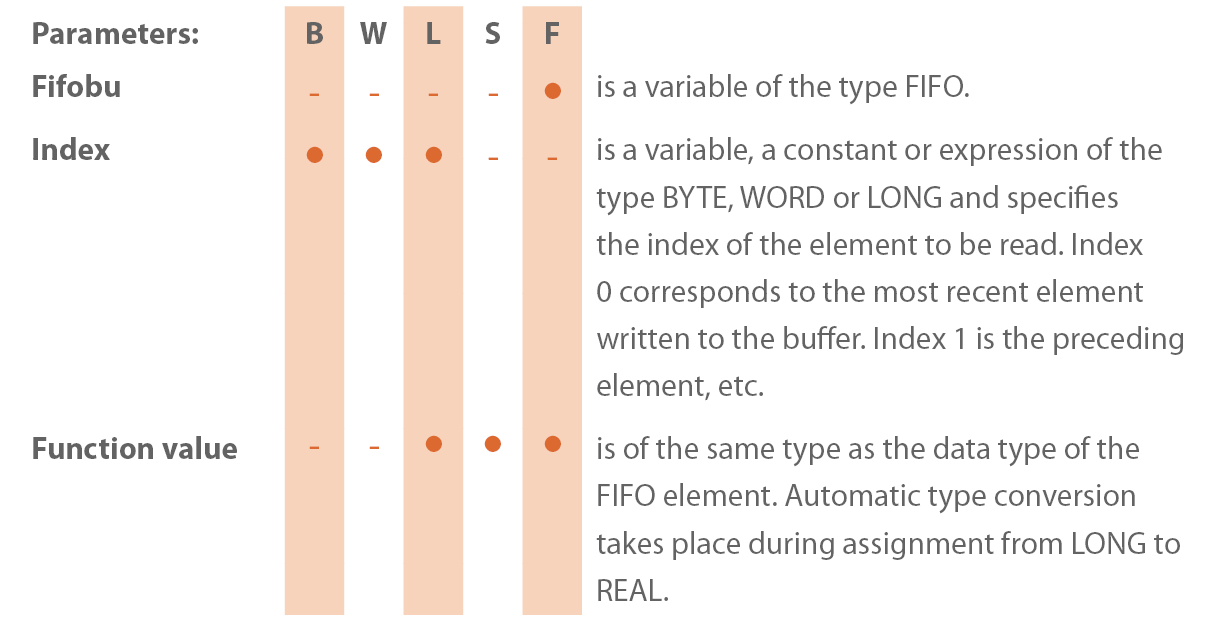 Parameters: B W L S F
Fifobu - - - - ● is a variable of the type FIFO.
Index ● ● ● - - is a variable, a constant or expression of the
type BYTE, WORD or LONG and specifies
the index of the element to be read. Index
0 corresponds to the most recent element
written to the buffer. Index 1 is the preceding
element, etc.
Function value - - ● ● ● is of the same type as the data type of the
FIFO element. Automatic type conversion
takes place during assignment from LONG to
REAL.